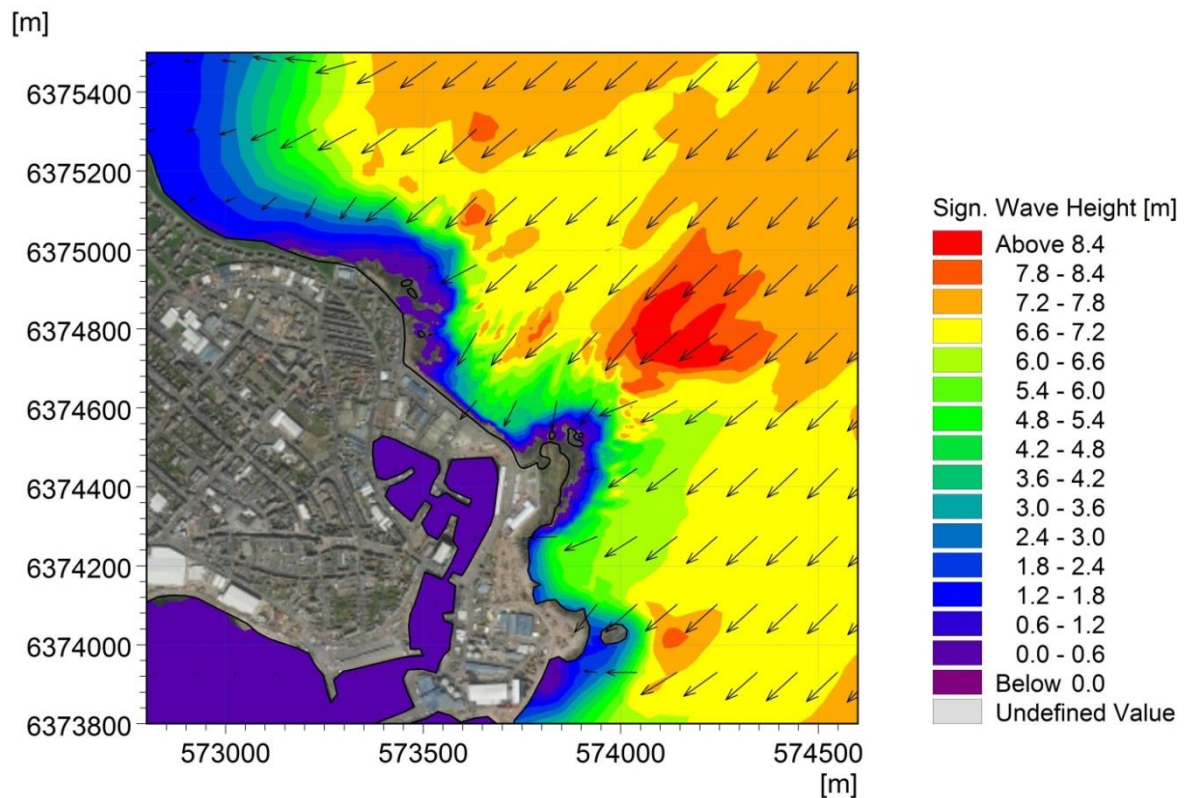 [m]
6375400
6375200
6375000
6374800
6374600
6374400
6374200
6374000
6373800
573000
573500
574000
574500
[m]
Sign. Wave Height [m]
Above 8.4
7.8 - 8.4
7.2 - 7.8
6.6 - 7.2
6.0 - 6.6
5.4 - 6.0
4.8 - 5.4
4.2 - 4.8
3.6 - 4.2
3.0 - 3.6
2.4 - 3.0
1.8 - 2.4
1.2 - 1.8
0.6 - 1.2
0.0 - 0.6
Below 0.0
Undefined Value